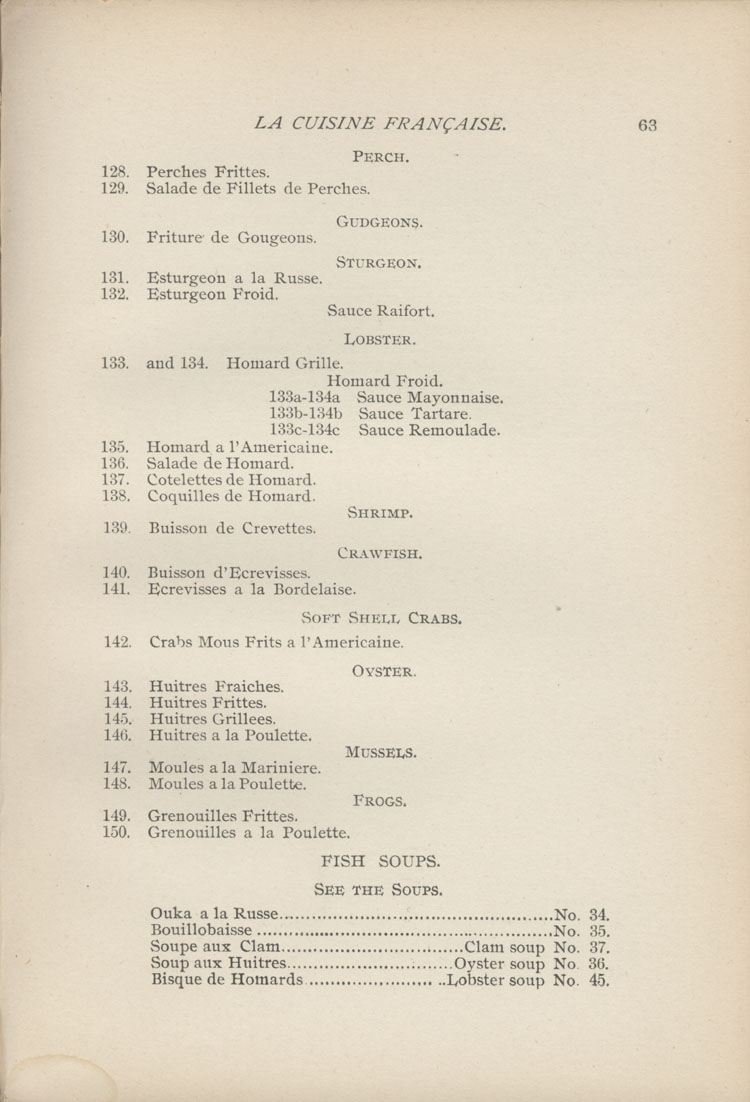 LA CUISINE FRANÇAISE. 63
PERCH.
128. Perches Frittes.
129. Salade de Fillets de Perches.
GUDGEONS.
130. Friture de Gougeons.
STURGEON.
131. Esturgeon a la Russe.
132. Esturgeon Froid.
Sauce Raifort.
LOBSTER.
133. and 134. Homard Grille.
Homard Froid.
133a-134a Sauce Mayonnaise.
133b-134b Sauce Tartare.
133c-134c Sauce Remoulade.
135. Homard a l'Americaine.
136. Salade de Homard.
137. Cotelettes de Homard.
138. Coquilles de Homard.
SHRIMP.
139. Buisson de Crevettes.
CRAWFISH.
140. Buisson d'Ecrevisses.
141. Ecrevisses a la Bordelaise.
SOFT SHELL CRABS.
142. Crabs Mous Frits a l'Americaine.
OYSTER.
143. Huitres Fraiches.
144. Huitres Frittes.
145. Huitres Grillees.
146. Huitres a la Poulette.
MUSSELS.
147. Moules a la Mariniere.
148. Moules a la Poulette.
FROGS.
149. Grenouilles Frittes.
150. Grenouilles a la Poulette.
FISH SOUPS.
SEE THE SOUPS.
Ouka a la Russe....................................................No. 34.
Bouillobaisse ........................................................No. 35.
Soupe aux Clam..................................Clam soup No. 37.
Soup aux Huitres...............................Oyster soup No. 36.
Bisque de Homards ......................... ..Lobster soup No. 45.